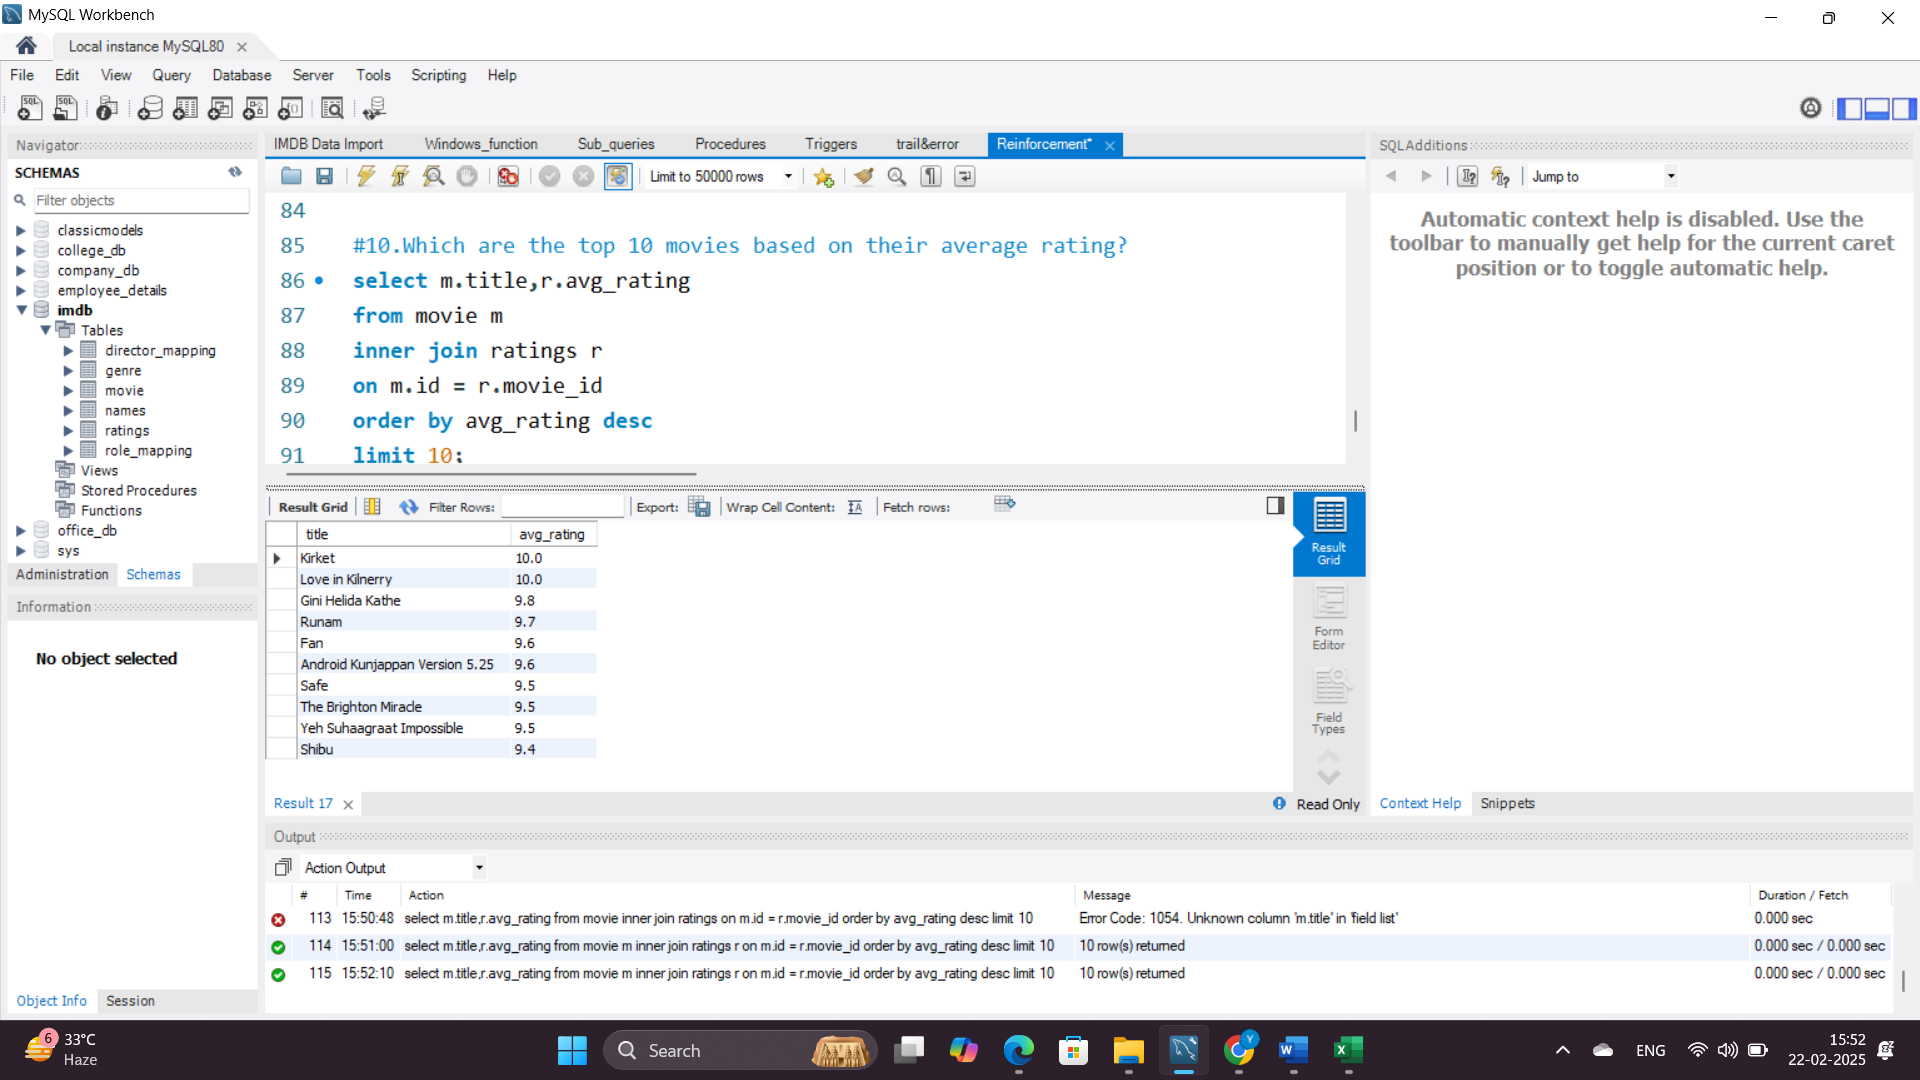 MySQL Workbench
Local instance MySQL80
File Edit View Query Database Server Tools Scripting Help
Navigator
SCHEMAS
Filter objects
classicmodels
college_db
company_db
employee_details
imdb
Tables
director_mapping
genre
movie
names
ratings
role_mapping
Views
Stored Procedures
Functions
office_db
sys
Administration Schemas
Information
No object selected
Object Info Session
IMDB Data Import Windows_function Sub_queries Procedures Triggers trail&error Reinforcement*
Limit to 50000 rows
84
85 #10.Which are the top 10 movies based on their average rating?
86 select m.title,r.avg_rating
87 from movie m
88 inner join ratings r
89 on m.id = r.movie_id
90 order by avg_rating desc
91 limit 10;
Result Grid Filter Rows: Export: Wrap Cell Content: Fetch rows:
title avg_rating
Kirket 10.0
Love in Kilnerry 10.0
Gini Helida Kathe 9.8
Runam 9.7
Fan 9.6
Android Kunjappan Version 5.25 9.6
Safe 9.5
The Brighton Miracle 9.5
Yeh Suhaagraat Impossible 9.5
Shibu 9.4
Result
Grid
Form
Editor
Field
Types
Result 17 Read Only
SQLAdditions
Jump to
Automatic context help is disabled. Use the
toolbar to manually get help for the current caret
position or to toggle automatic help.
Context Help Snippets
Output
Action Output
# Time Action Message Duration / Fetch
113 15:50:48 select m.title,r.avg_rating from movie inner join ratings on m.id = r.movie_id order by avg_rating desc limit 10 Error Code: 1054. Unknown column 'm.title' in 'field list' 0.000 sec
114 15:51:00 select m.title,r.avg_rating from movie m inner join ratings r on m.id = r.movie_id order by avg_rating desc limit 10 10 row(s) returned 0.000 sec / 0.000 sec
115 15:52:10 select m.title,r.avg_rating from movie m inner join ratings r on m.id = r.movie_id order by avg_rating desc limit 10 10 row(s) returned 0.000 sec / 0.000 sec
6
33°C
Haze
Search
ENG
15:52
22-02-2025